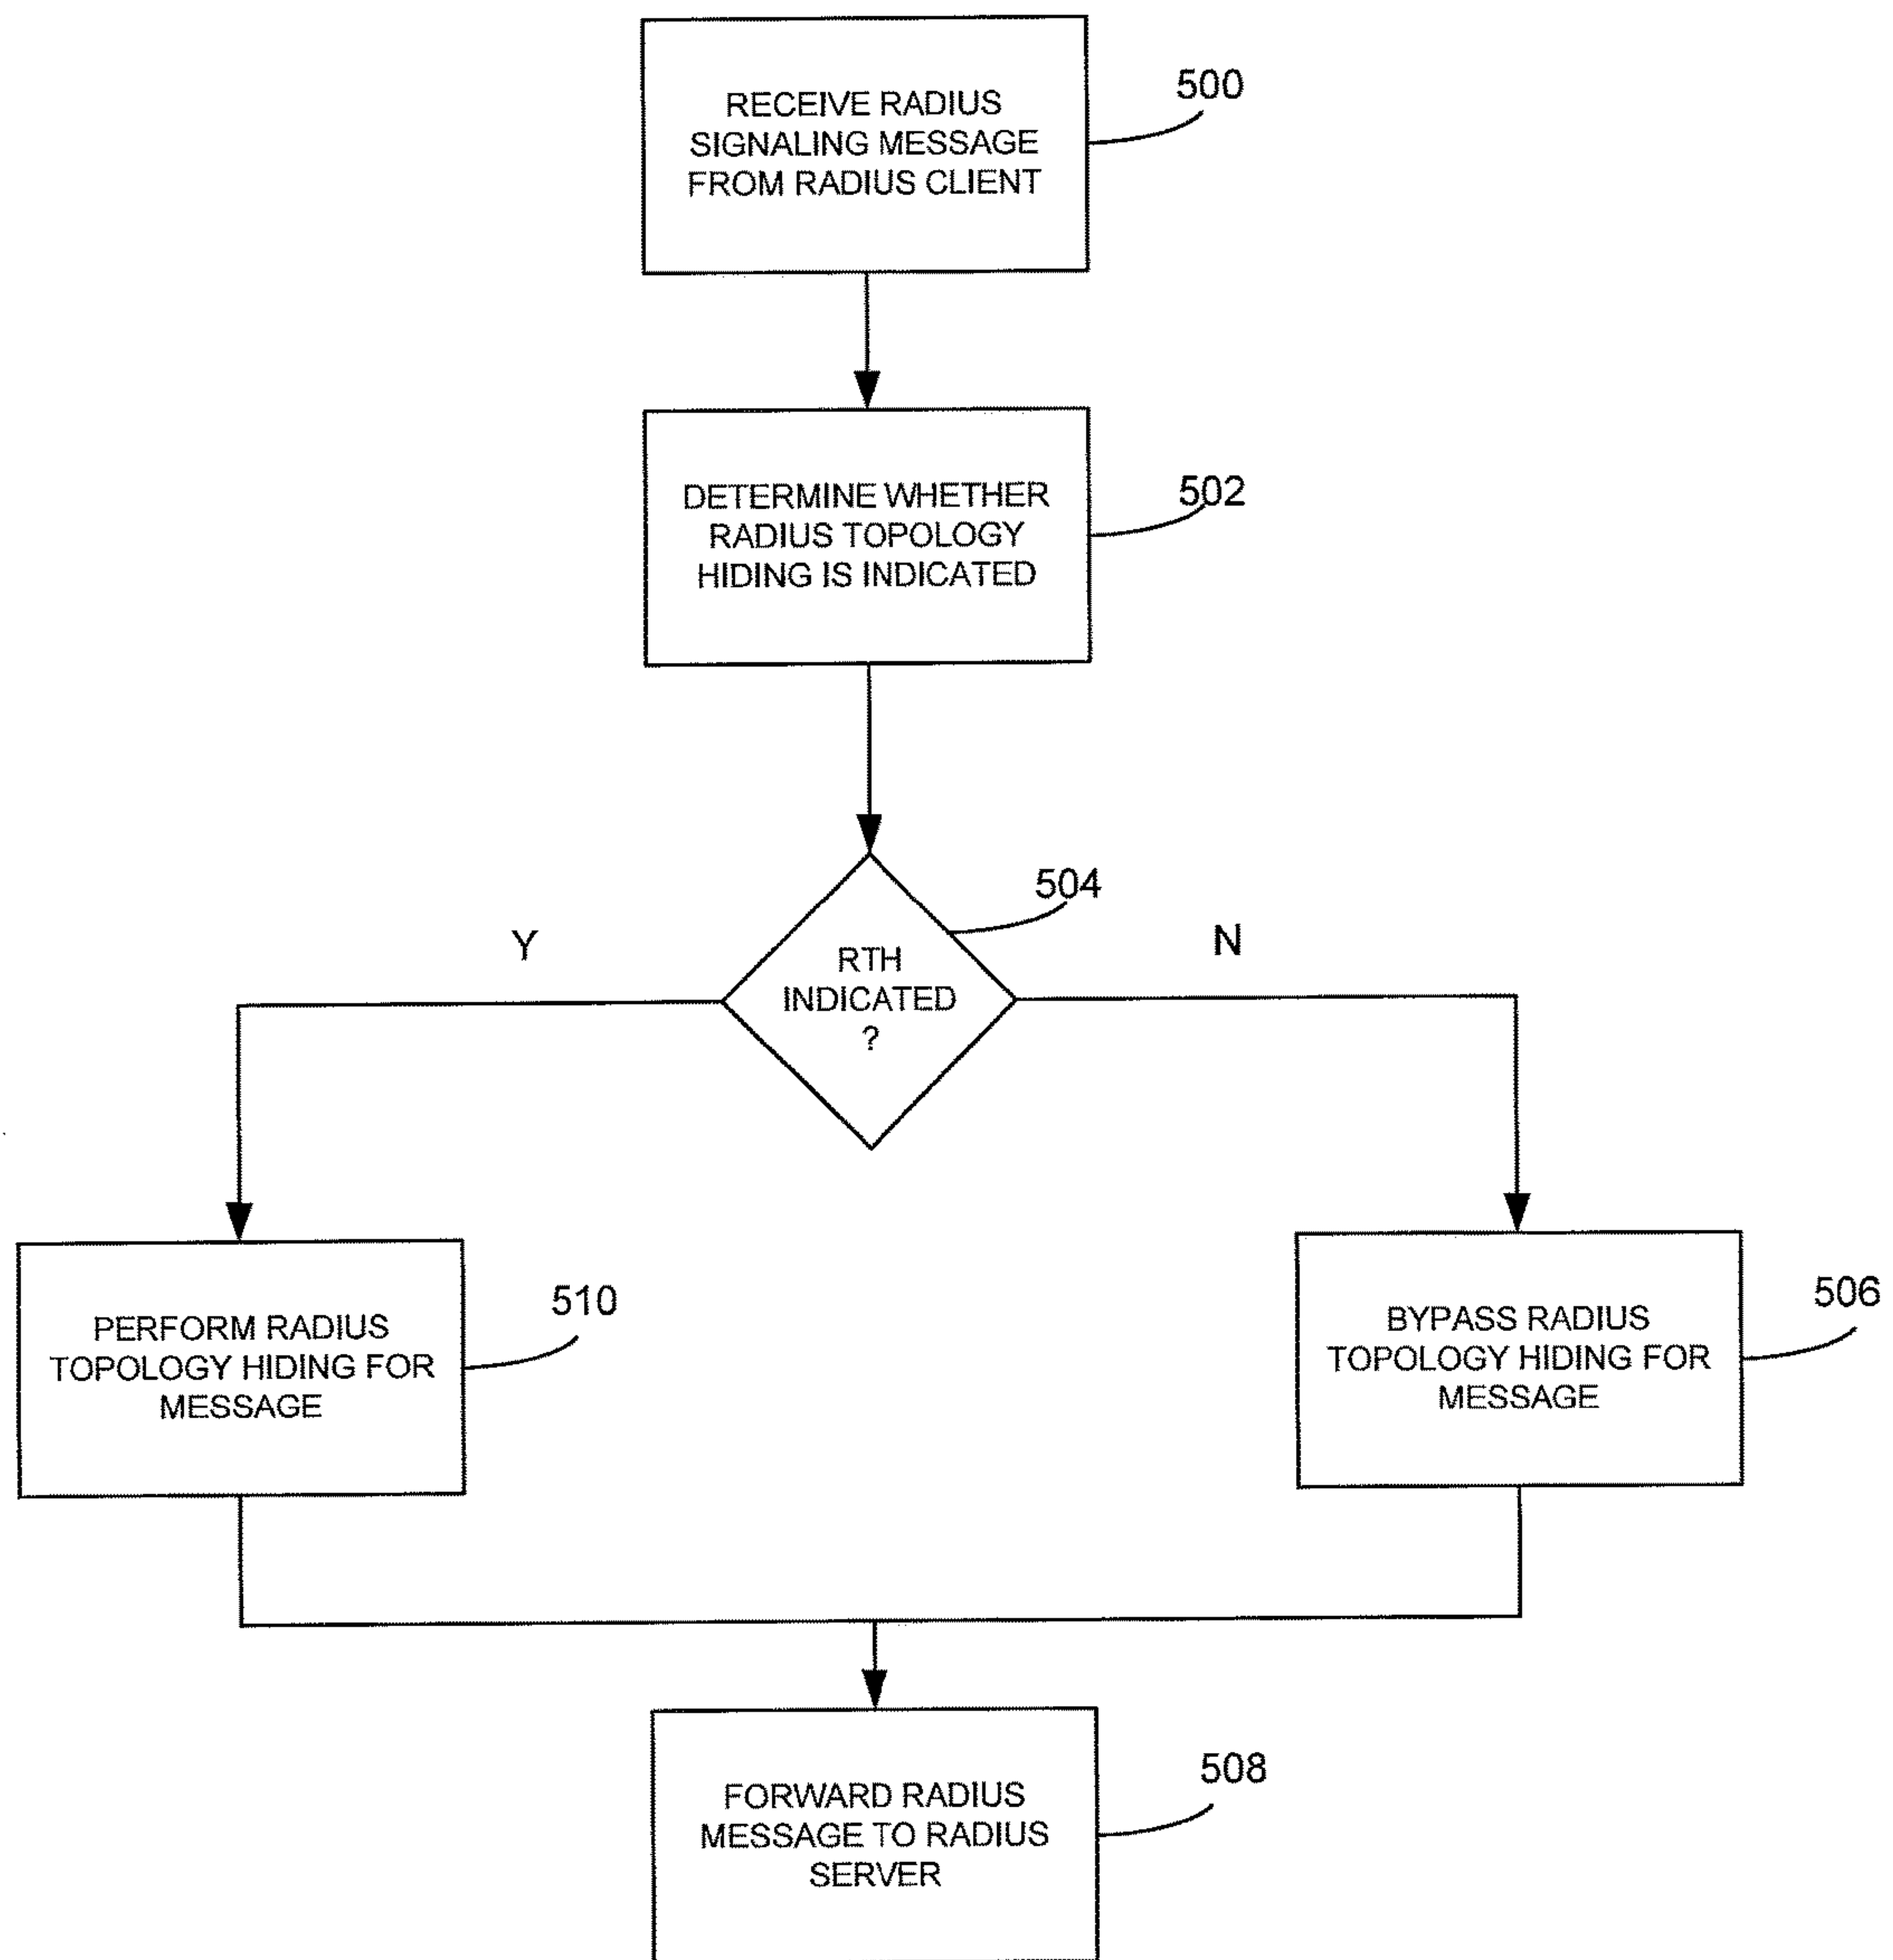 RECEIVE RADIUS
SIGNALING MESSAGE
FROM RADIUS CLIENT
500
DETERMINE WHETHER
RADIUS TOPOLOGY
HIDING IS INDICATED
502
504
Y
N
RTH
INDICATED
?
PERFORM RADIUS
TOPOLOGY HIDING FOR
MESSAGE
510
BYPASS RADIUS
TOPOLOGY HIDING FOR
MESSAGE
506
FORWARD RADIUS
MESSAGE TO RADIUS
SERVER
508